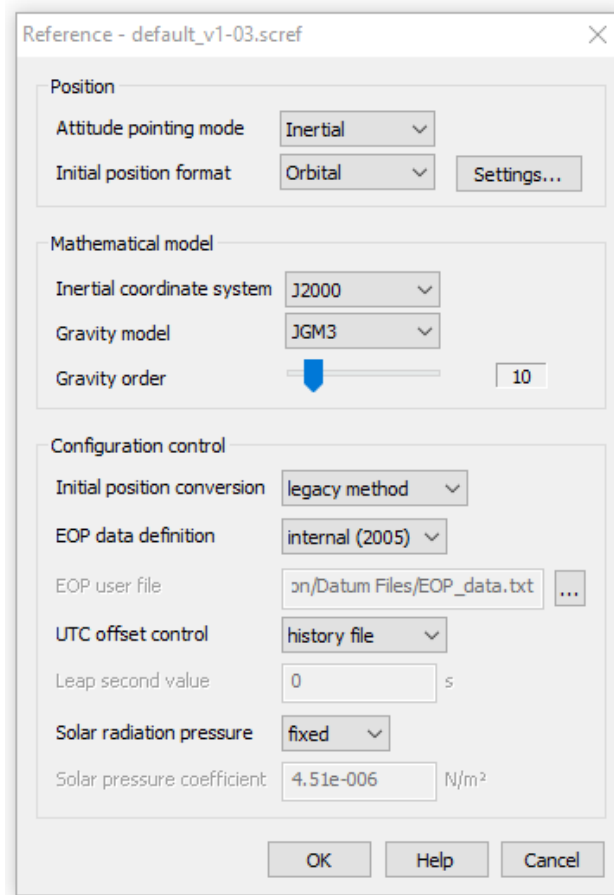 Reference - default_v1-03.scref
Position
Attitude pointing mode Inertial
Initial position format Orbital Settings...
Mathematical model
Inertial coordinate system J2000
Gravity model JGM3
Gravity order 10
Configuration control
Initial position conversion legacy method
EOP data definition internal (2005)
EOP user file on/Datum Files/EOP_data.txt ...
UTC offset control history file
Leap second value 0 s
Solar radiation pressure fixed
Solar pressure coefficient 4.51e-006 N/m²
OK Help Cancel